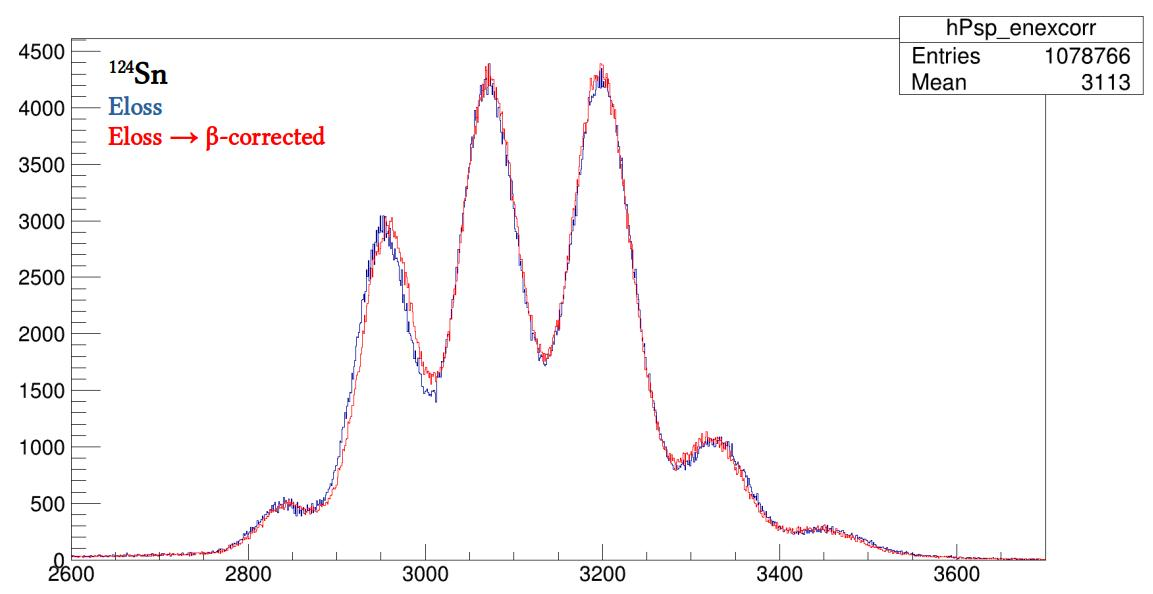 hPsp_enexcorr
Entries 1078766
Mean 3113
¹²⁴Sn
Eloss
Eloss → β-corrected
4500
4000
3500
3000
2500
2000
1500
1000
500
0
2600 2800 3000 3200 3400 3600